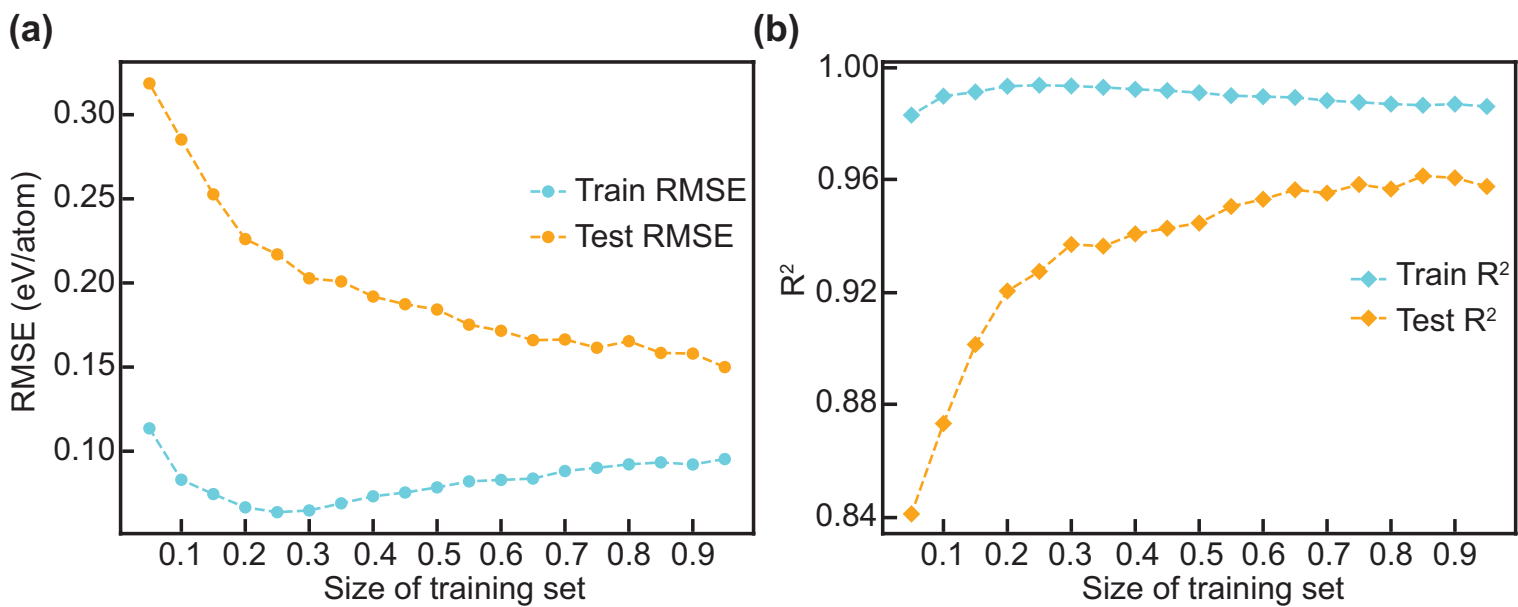 (a)
RMSE (eV/atom)
0.30
0.25
0.20
0.15
0.10
Train RMSE
Test RMSE
0.1 0.2 0.3 0.4 0.5 0.6 0.7 0.8 0.9
Size of training set
(b)
R²
1.00
0.96
0.92
0.88
0.84
Train R²
Test R²
0.1 0.2 0.3 0.4 0.5 0.6 0.7 0.8 0.9
Size of training set